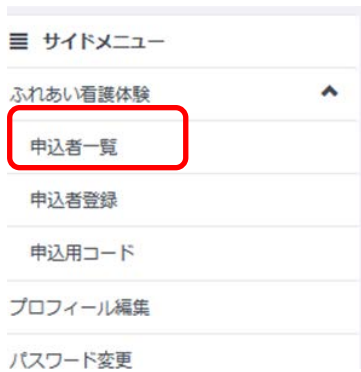 サイドメニュー
ふれあい看護体験
申込者一覧
申込者登録
申込用コード
プロフィール編集
パスワード変更